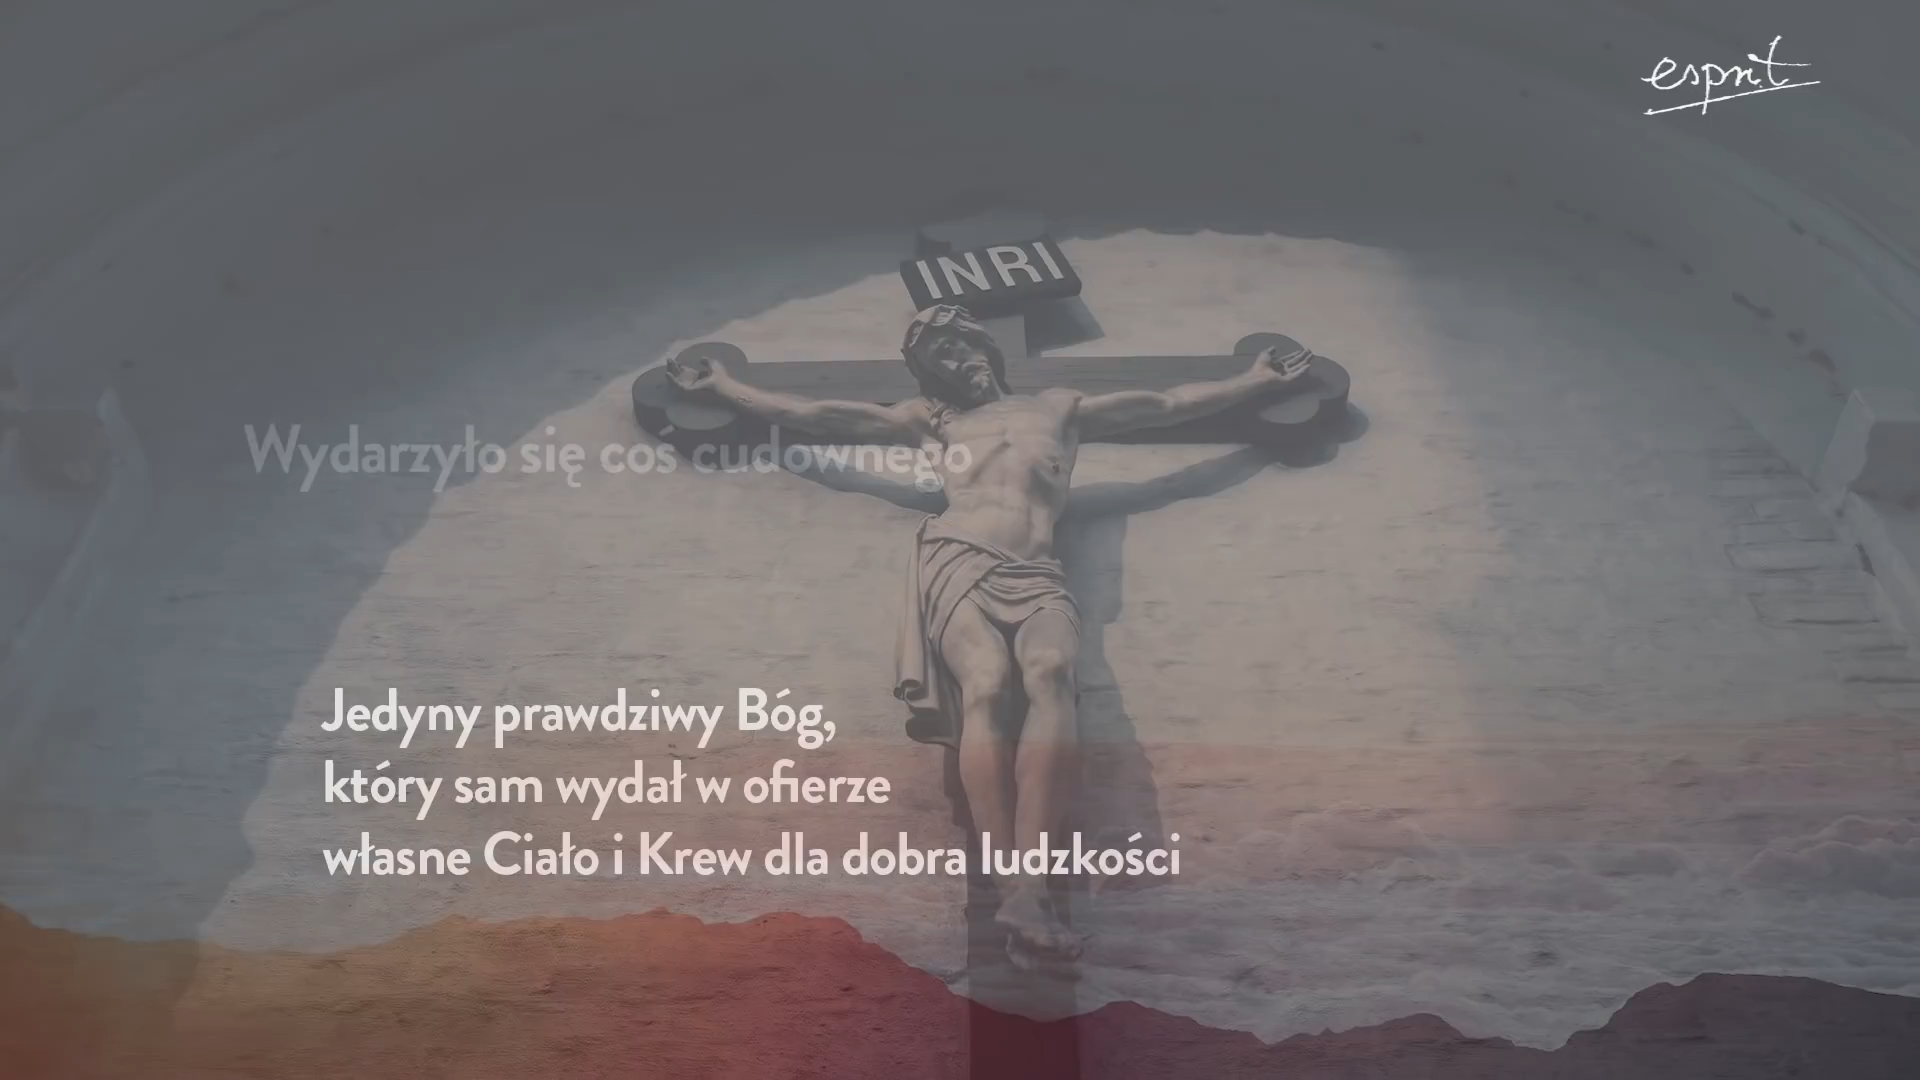 esprit
INRI
Wydarzyło się coś cudownego
Jedyny prawdziwy Bóg,
który sam wydał w ofierze
własne Ciało i Krew dla dobra ludzkości